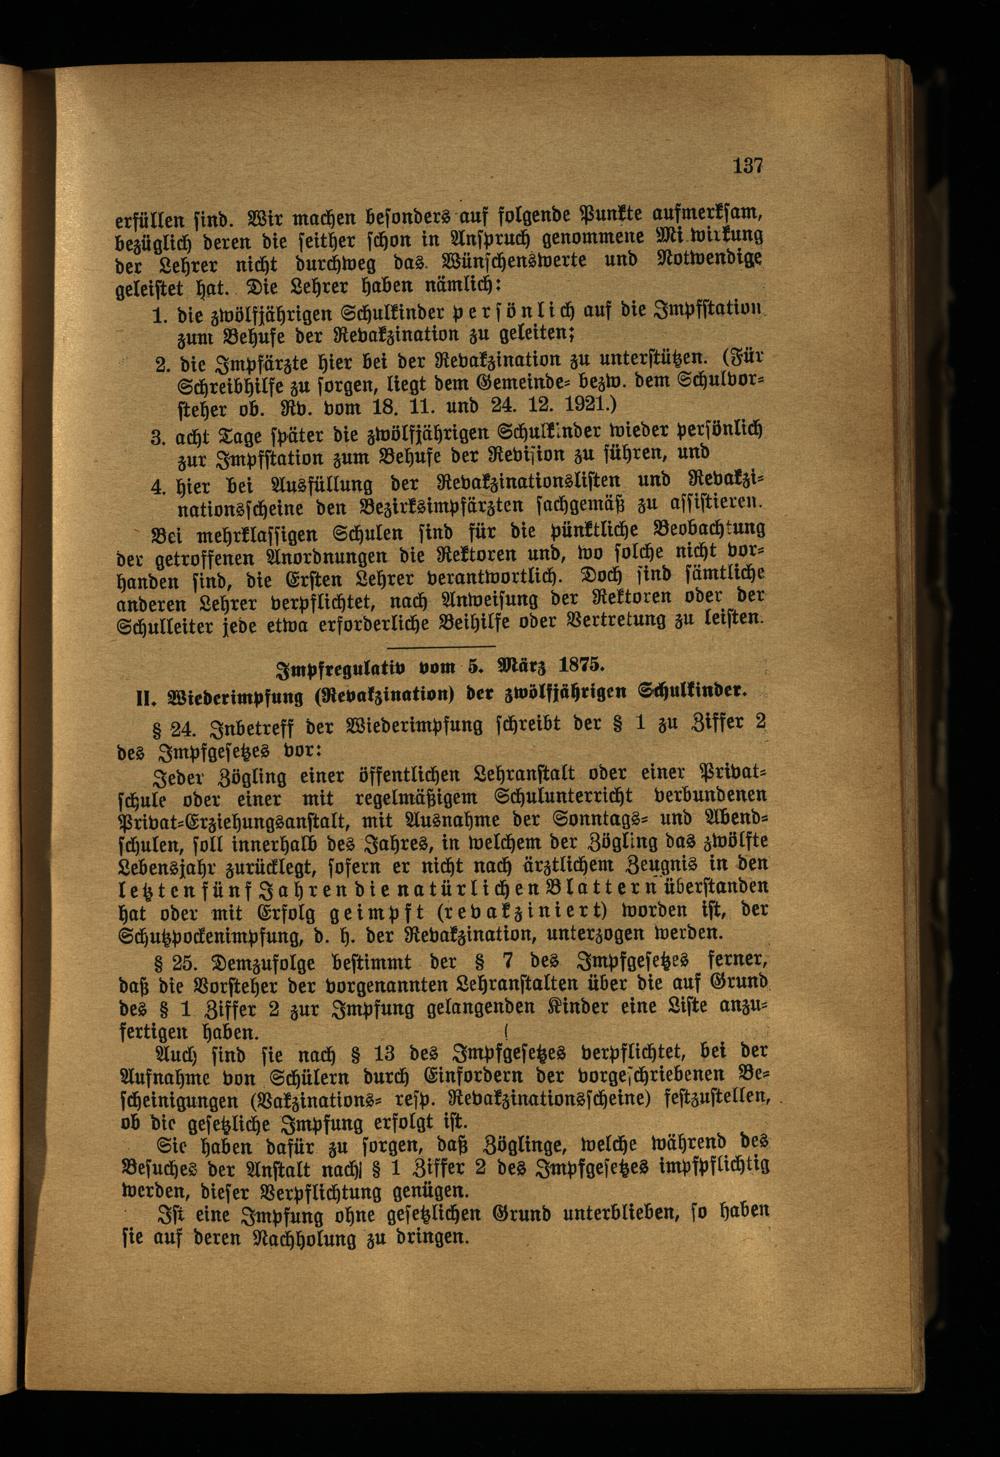 137
erfüllen sind. Wir machen besonders auf folgende Punkte aufmerksam,
bezüglich deren die seither schon in Anspruch genommene Mi wirkung
der Lehrer nicht durchweg das Wünschenswerte und Notwendige
geleistet hat. Die Lehrer haben nämlich:
1. die zwölfjährigen Schulkinder persönlich auf die Impfstation
zum Behufe der Revakzination zu geleiten;
2. die Impfärzte hier bei der Revakzination zu unterstützen. (Für
Schreibhilfe zu sorgen, liegt dem Gemeinde- bezw. dem Schulvor-
steher ob. Rv. vom 18. 11. und 24. 12. 1921.)
3. acht Tage später die zwölfjährigen Schulkinder wieder persönlich
zur Impfstation zum Behufe der Revision zu führen, und
4. hier bei Ausfüllung der Revakzinationslisten und Revakzi-
nationsscheine den Bezirksimpfärzten sachgemäß zu assistieren.
Bei mehrklassigen Schulen sind für die pünktliche Beobachtung
der getroffenen Anordnungen die Rektoren und, wo solche nicht vor-
handen sind, die Ersten Lehrer verantwortlich. Doch sind sämtliche
anderen Lehrer verpflichtet, nach Anweisung der Rektoren oder der
Schulleiter jede etwa erforderliche Beihilfe oder Vertretung zu leisten.
Impfregulativ vom 5. März 1875.
II. Wiederimpfung (Revakzination) der zwölfjährigen Schulkinder.
§ 24. Inbetreff der Wiederimpfung schreibt der § 1 zu Ziffer 2
des Impfgesetzes vor:
Jeder Zögling einer öffentlichen Lehranstalt oder einer Privat-
schule oder einer mit regelmäßigem Schulunterricht verbundenen
Privat-Erziehungsanstalt, mit Ausnahme der Sonntags- und Abend-
schulen, soll innerhalb des Jahres, in welchem der Zögling das zwölfte
Lebensjahr zurücklegt, sofern er nicht nach ärztlichem Zeugnis in den
letzten fünf Jahren die natürlichen Blattern überstanden
hat oder mit Erfolg geimpft (revakziniert) worden ist, der
Schutzpockenimpfung, d. h. der Revakzination, unterzogen werden.
§ 25. Demzufolge bestimmt der § 7 des Impfgesetzes ferner,
daß die Vorsteher der vorgenannten Lehranstalten über die auf Grund
des § 1 Ziffer 2 zur Impfung gelangenden Kinder eine Liste anzu-
fertigen haben.
Auch sind sie nach § 13 des Impfgesetzes verpflichtet, bei der
Aufnahme von Schülern durch Einfordern der vorgeschriebenen Be-
scheinigungen (Vakzinations- resp. Revakzinationsscheine) festzustellen,
ob die gesetzliche Impfung erfolgt ist.
Sie haben dafür zu sorgen, daß Zöglinge, welche während des
Besuches der Anstalt nach § 1 Ziffer 2 des Impfgesetzes impfpflichtig
werden, dieser Verpflichtung genügen.
Ist eine Impfung ohne gesetzlichen Grund unterblieben, so haben
sie auf deren Nachholung zu dringen.